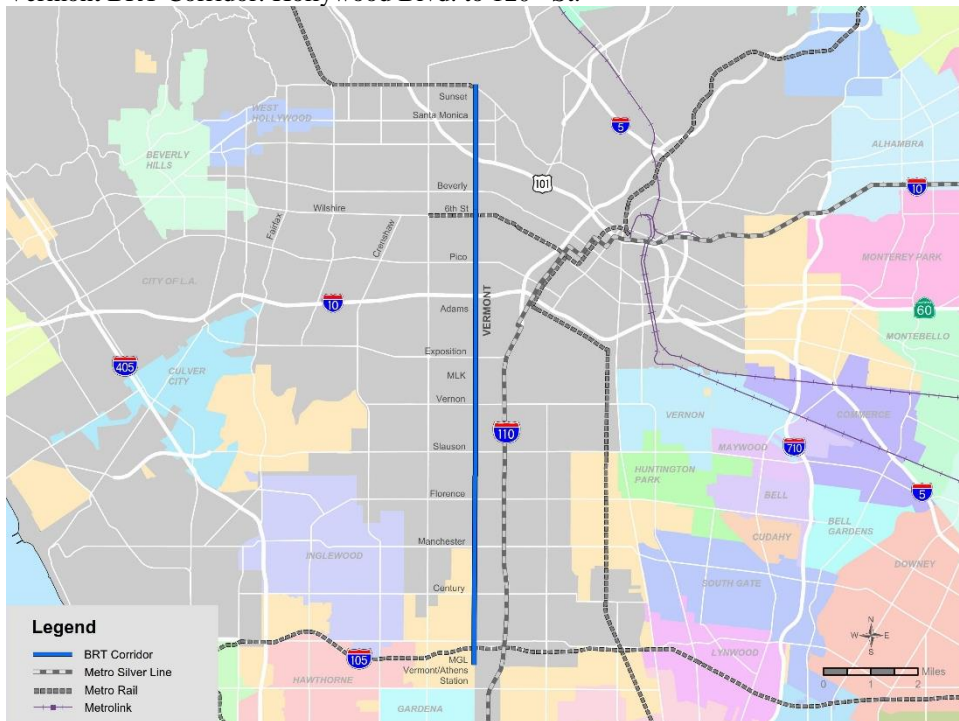 Vermont BRT Corridor: Hollywood Blvd. to 120th St.
Sunset
Santa Monica
WEST
HOLLYWOOD
BEVERLY
HILLS
5
ALHAMBRA
101
10
Beverly
6th St
Wilshire
Fairfax
Crenshaw
Pico
MONTEREY PARK
CITY OF L.A.
10
Adams
VERMONT
60
MONTEBELLO
Exposition
405
CULVER
CITY
MLK
Vernon
VERNON
COMMERCE
110
Slauson
MAYWOOD
710
HUNTINGTON
PARK
Florence
BELL
5
BELL
GARDENS
INGLEWOOD
Manchester
CUDAHY
DOWNEY
SOUTH GATE
Century
Legend
BRT Corridor
Metro Silver Line
Metro Rail
Metrolink
105
MGL
Vermont/Athens
Station
HAWTHORNE
GARDENA
LYNWOOD
N
W E
S
Miles
0 1 2